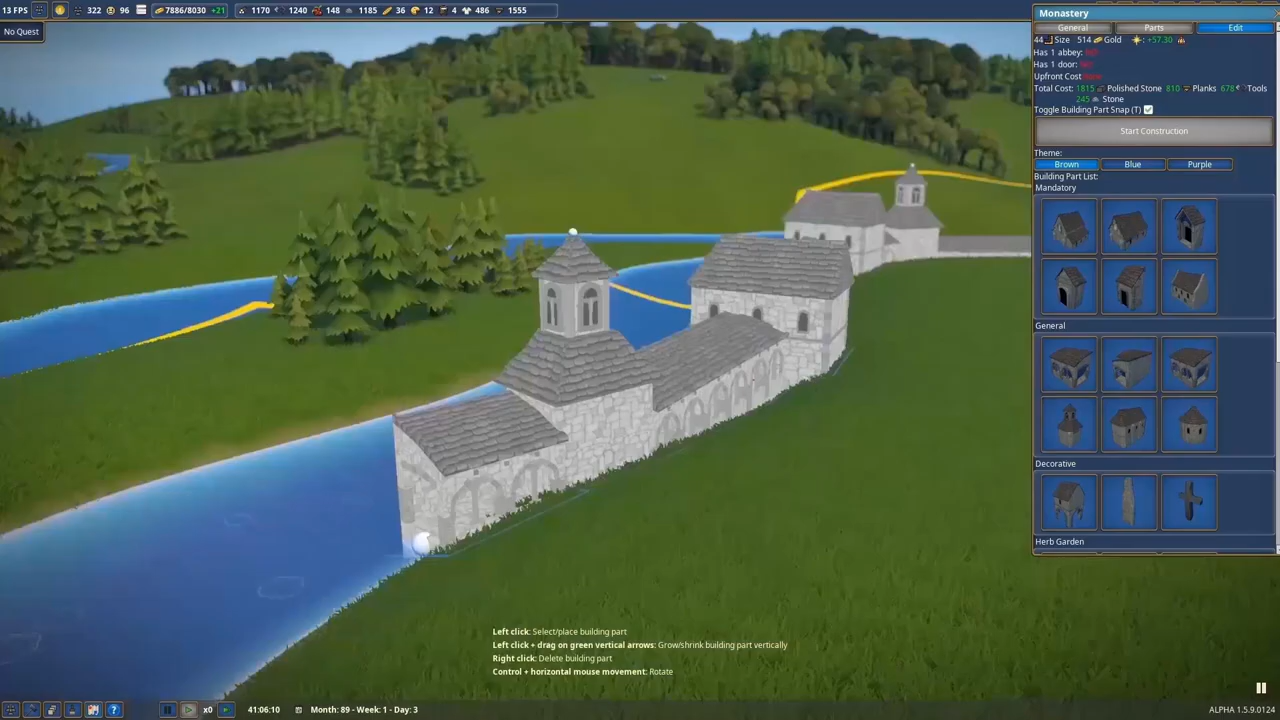 13 FPS 322 96 7886/8030 +21 1170 1240 148 1185 36 12 4 486 1555
No Quest
Monastery
General Parts Edit
44 Size 514 Gold : +57.30
Has 1 abbey:
Has 1 door:
Upfront Cost
Total Cost: 1815 Polished Stone 810 Planks 678 Tools
245 Stone
Toggle Building Part Snap (T)
Start Construction
Theme:
Brown Blue Purple
Building Part List:
Mandatory
General
Decorative
Herb Garden
Left click: Select/place building part
Left click + drag on green vertical arrows: Grow/shrink building part vertically
Right click: Delete building part
Control + horizontal mouse movement: Rotate
x0 41:06:10 Month: 89 - Week: 1 - Day: 3 ALPHA 1.5.9.0124